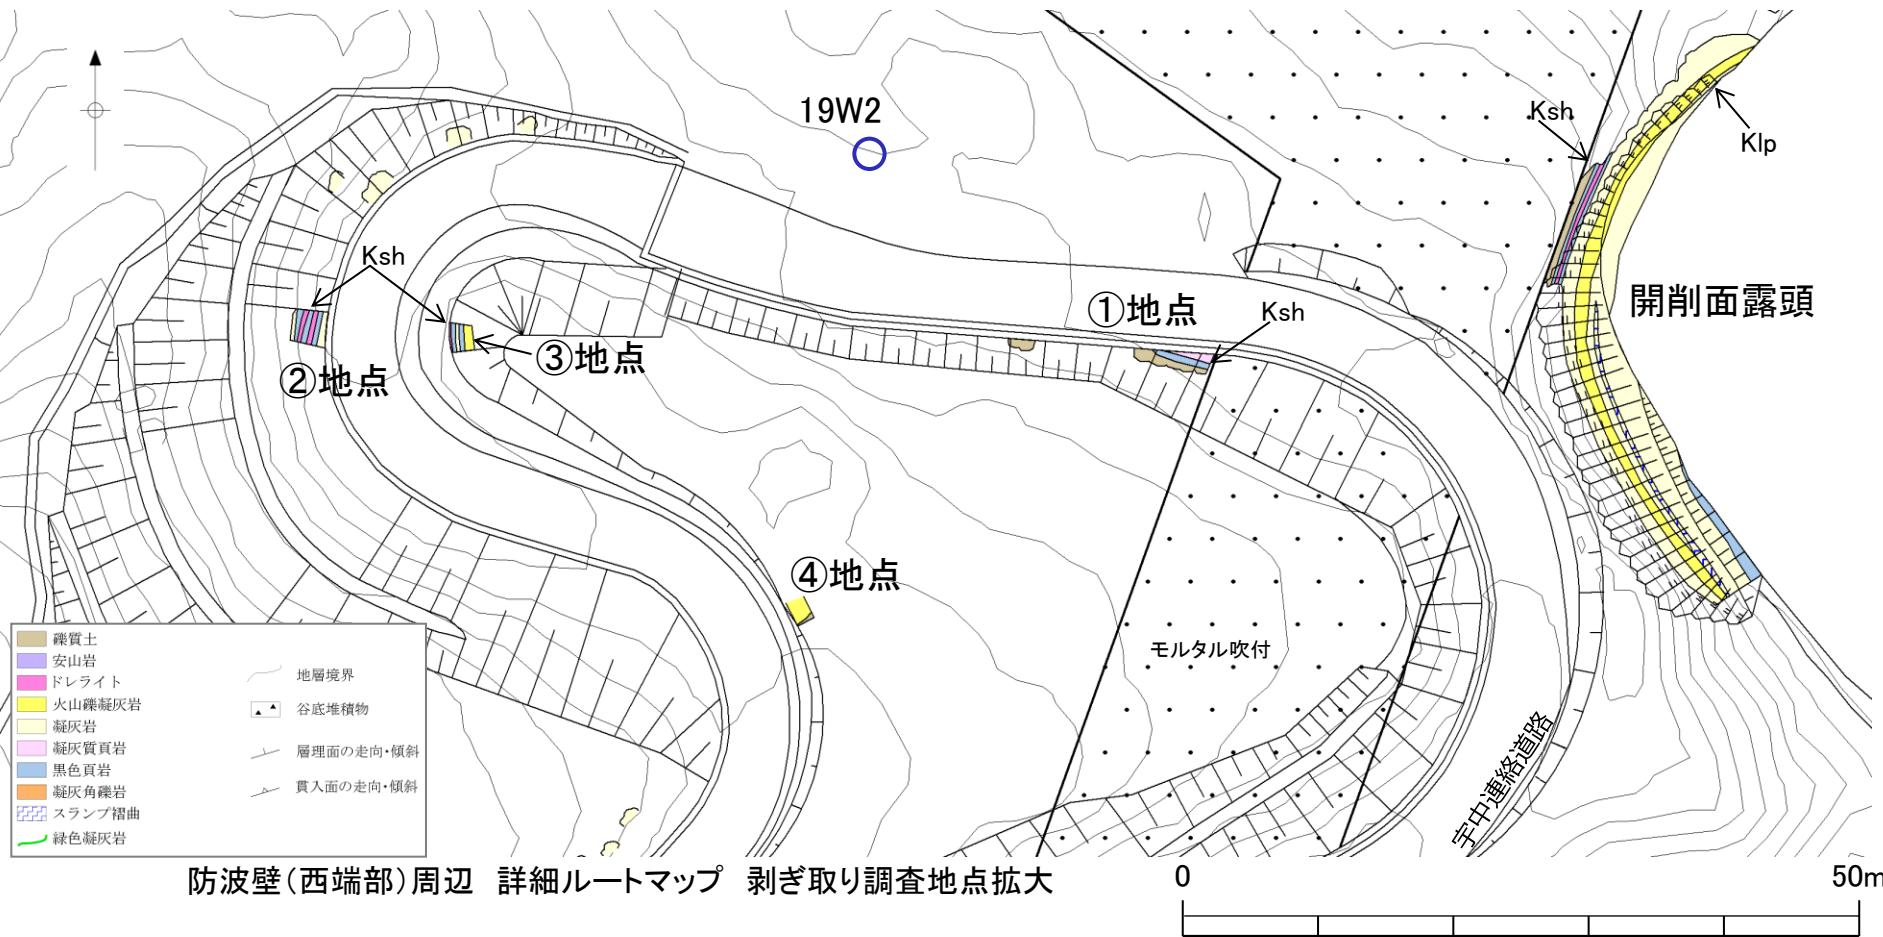 19W2
Ksh
Klp
Ksh
開削面露頭
①地点
Ksh
③地点
②地点
④地点
モルタル吹付
宇中連絡道路
礫質土
安山岩
ドレライト
火山礫凝灰岩
凝灰岩
凝灰質頁岩
黒色頁岩
凝灰角礫岩
スランプ褶曲
緑色凝灰岩
地層境界
谷底堆積物
層理面の走向・傾斜
貫入面の走向・傾斜
防波壁(西端部)周辺 詳細ルートマップ 剥ぎ取り調査地点拡大
0
50m